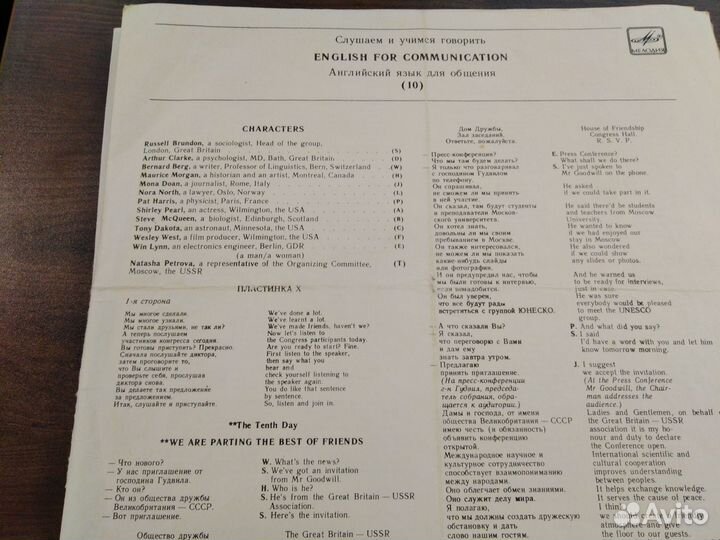 Слушаем и учимся говорить
ENGLISH FOR COMMUNICATION
Английский язык для общения
(10)
МЕЛОДИЯ
CHARACTERS
Russell Brundon, a sociologist, Head of the group,
London, Great Britain (S)
Arthur Clarke, a psychologist, MD, Bath, Great Britain. (D)
Bernard Berg, a writer, Professor of Linguistics, Bern, Switzerland (W)
Maurice Morgan, a historian and an artist, Montreal, Canada (H)
Mona Doan, a journalist, Rome, Italy (J)
Nora North, a lawyer, Oslo, Norway (L)
Pat Harris, a physicist, Paris, France (P)
Shirley Pearl, an actress, Wilmington, the USA (A)
Steve McQueen, a biologist, Edinburgh, Scotland (B)
Tony Dakota, an astronaut, Minnesota, the USA (C)
Wesley West, a film producer, Wilmington, the USA (F)
Win Lynn, an electronics engineer, Berlin, GDR (E)
(a man/a woman)
Natasha Petrova, a representative of the Organizing Committee,
Moscow, the USSR (T)
ПЛАСТИНКА X
1-я сторона
Мы многое сделали. We've done a lot.
Мы многое узнали. We've learnt a lot.
Мы стали друзьями, не так ли? We've made friends, haven't we?
А теперь послушаем Now let's listen to
участников конгресса сегодня. the Congress participants today.
Вы готовы приступить? Прекрасно. Are you ready to start? Fine.
Сначала послушайте диктора, First listen to the speaker,
затем проговорите то, then say what you
что Вы слышите и hear and
проверьте себя, прослушав check yourself listening to
диктора снова. the speaker again.
Вы делаете так предложение You do like that sentence
за предложением. by sentence.
Итак, слушайте и приступайте. So, listen and join in.
**The Tenth Day
**WE ARE PARTING THE BEST OF FRIENDS
— Что нового? W. What's the news?
— У нас приглашение от S. We've got an invitation
господина Гудвила. from Mr Goodwill.
— Кто он? H. Who is he?
— Он из общества дружбы S. He's from the Great Britain — USSR
Великобритания — СССР. Association.
— Вот приглашение. S. Here's the invitation.
Общество дружбы The Great Britain — USSR
Дом Дружбы, House of Friendship
Зал заседаний. Congress Hall.
Ответьте, пожалуйста. R. S. V. P.
— Пресс-конференция? E. Press Conference?
Что мы там будем делать? What shall we do there?
— Я только что разговаривал S. I've just spoken to
с господином Гудвилом Mr Goodwill on the phone.
по телефону.
Он спрашивал, He asked
не сможем ли мы принять if we could take part in it.
в ней участие.
Он сказал, там будут студенты He said there'd be students
и преподаватели Москов- and teachers from Moscow
ского университета. University.
Он хотел знать, He wanted to know
довольны ли мы своим if we had enjoyed our
пребыванием в Москве. stay in Moscow
Он также интересовался, He also wondered
не можем ли мы показать if we could show
какие-нибудь слайды any slides or photos.
или фотографии.
И он предупредил нас, чтобы And he warned us
мы были готовы к интервью, to be ready for interviews,
если понадобится. just in case.
Он был уверен, He was sure
что все будут рады everybody would be pleased
встретиться с группой ЮНЕСКО. to meet the UNESCO
group.
— А что сказали Вы? P. And what did you say?
— Я сказал, S. I said
что переговорю с Вами I'd have a word with you and let him
и дам ему know tomorrow morning.
знать завтра утром.
— Предлагаю J. I suggest
принять приглашение. we accept the invitation.
(На пресс-конференции (At the Press Conference
г-н Гудвил, председа- Mr Goodwill, the Chair-
тель собрания, обра- man addresses the
щается к аудитории.) audience.)
Дамы и господа, от имени Ladies and Gentlemen, on behalf
общества Великобритания — СССР the Great Britain — USSR
имею честь (и обязанность) association it is my ho-
объявить конференцию nour and duty to declare
открытой. the Conference open.
Международное научное и International scientific and
культурное сотрудничество cultural cooperation
способствует взаимопониманию improves understanding
между народами. between peoples.
Оно облегчает обмен знаниями. It helps exchange knowledge.
Оно служит делу мира. It serves the cause of peace.
Я полагаю, I think
что мы должны создать дружескую
обстановку и дать atmosphere and give
слово нашим гостям. the floor to our guests.
Avito